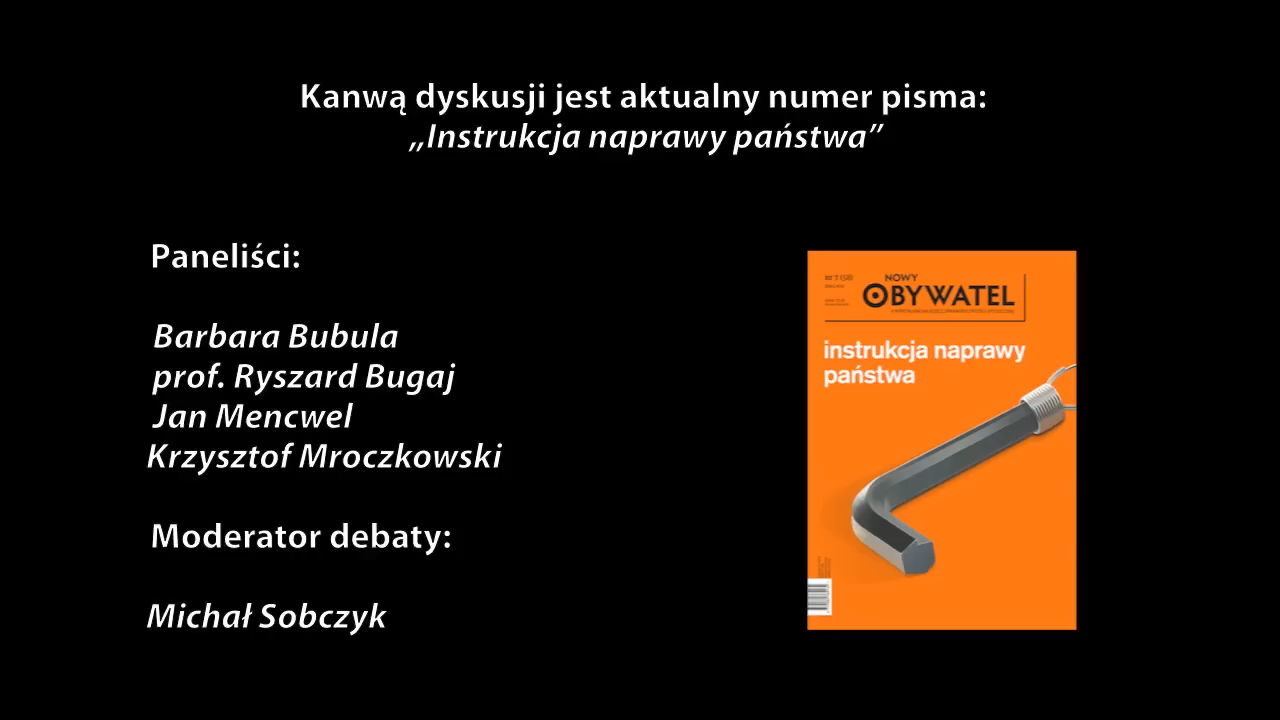 Kanwą dyskusji jest aktualny numer pisma:
„Instrukcja naprawy państwa”
Paneliści:
Barbara Bubula
prof. Ryszard Bugaj
Jan Mencwel
Krzysztof Mroczkowski
Moderator debaty:
Michał Sobczyk
NOWY
OBYWATEL
instrukcja naprawy
państwa